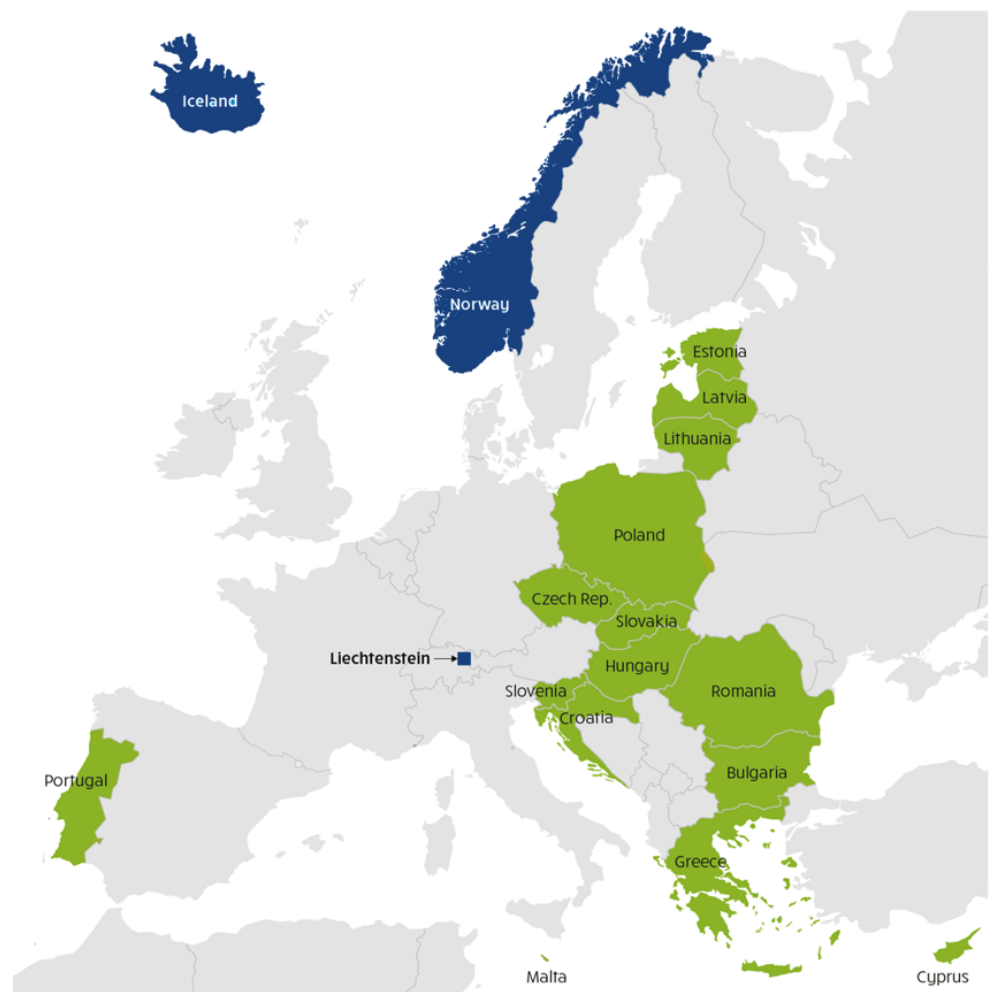 Iceland
Norway
Estonia
Latvia
Lithuania
Poland
Czech Rep.
Slovakia
Liechtenstein
Hungary
Slovenia
Romania
Croatia
Bulgaria
Portugal
Greece
Malta
Cyprus